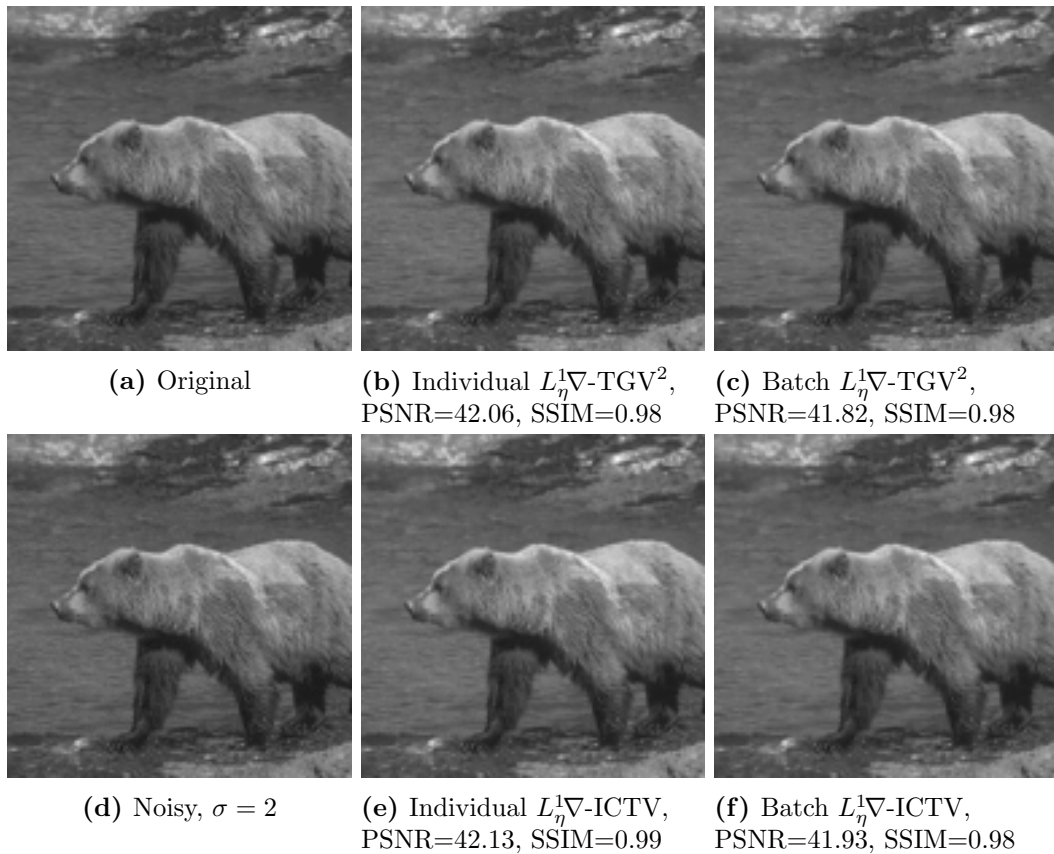 (a) Original
(b) Individual $L^1_\eta\nabla$-TGV$^2$,
PSNR=42.06, SSIM=0.98
(c) Batch $L^1_\eta\nabla$-TGV$^2$,
PSNR=41.82, SSIM=0.98
(d) Noisy, $\sigma = 2$
(e) Individual $L^1_\eta\nabla$-ICTV,
PSNR=42.13, SSIM=0.99
(f) Batch $L^1_\eta\nabla$-ICTV,
PSNR=41.93, SSIM=0.98